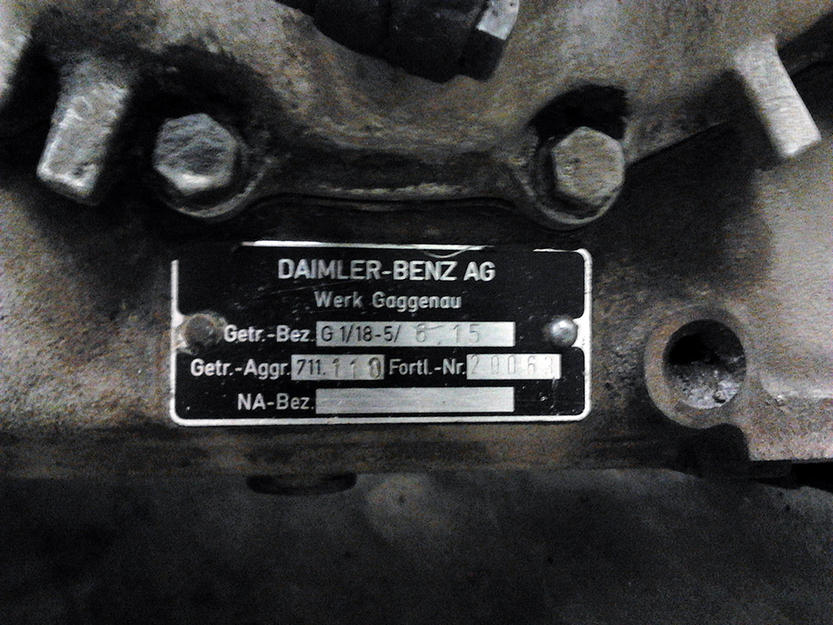 DAIMLER-BENZ AG
Werk Gaggenau
Getr.-Bez. G 1/18-5/ 8.15
Getr.-Aggr. 711.110 Fortl.-Nr.
NA-Bez.